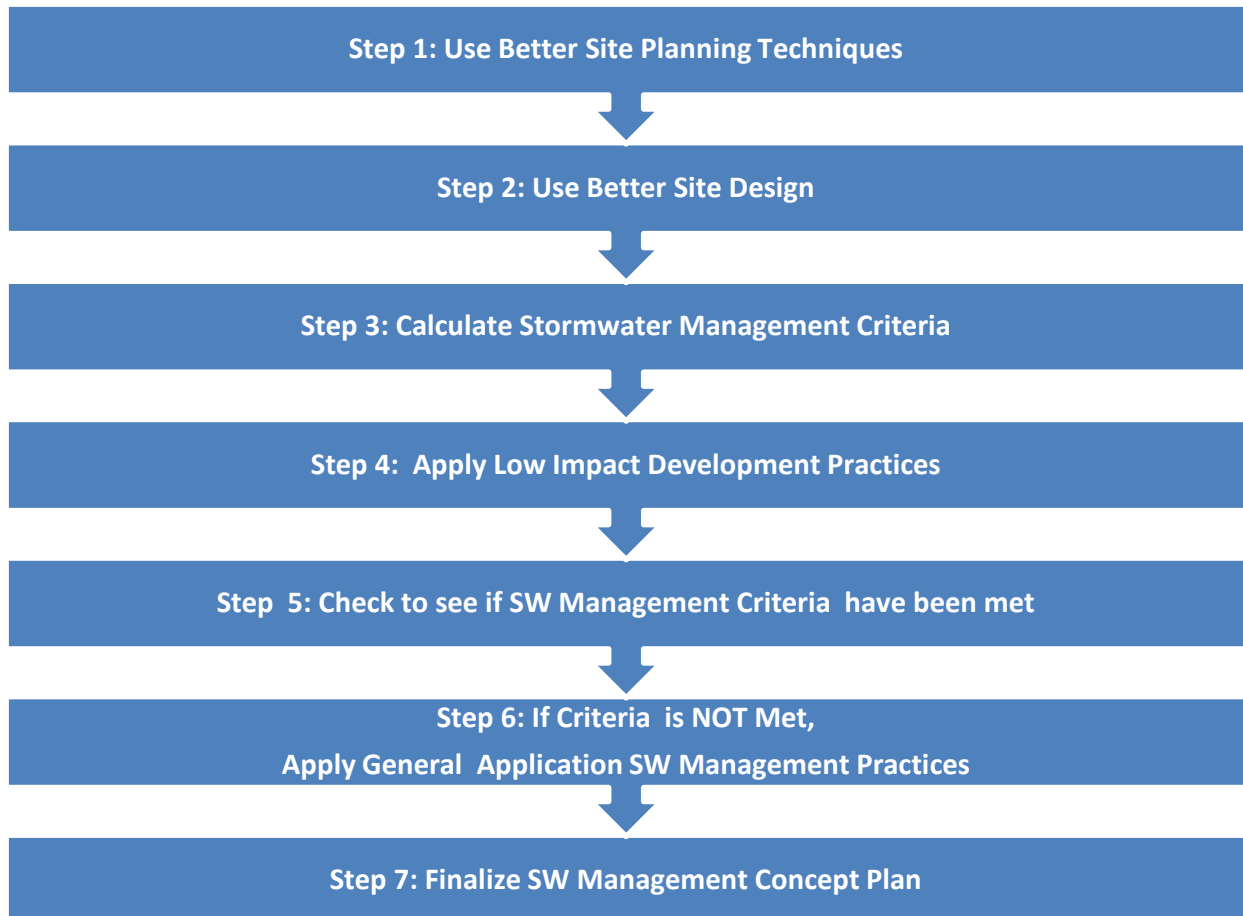 Step 1: Use Better Site Planning Techniques
Step 2: Use Better Site Design
Step 3: Calculate Stormwater Management Criteria
Step 4:  Apply Low Impact Development Practices
Step  5: Check to see if SW Management Criteria  have been met
Step 6: If Criteria  is NOT Met,
Apply General  Application SW Management Practices
Step 7: Finalize SW Management Concept Plan